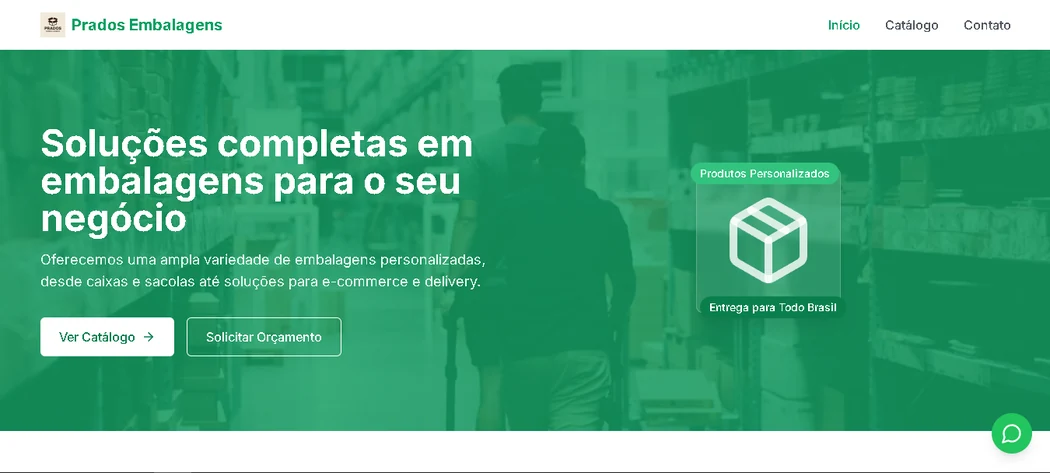 PRADOS
Prados Embalagens
Início
Catálogo
Contato
Soluções completas em
embalagens para o seu
negócio
Oferecemos uma ampla variedade de embalagens personalizadas,
desde caixas e sacolas até soluções para e-commerce e delivery.
Ver Catálogo
Solicitar Orçamento
Produtos Personalizados
Entrega para Todo Brasil